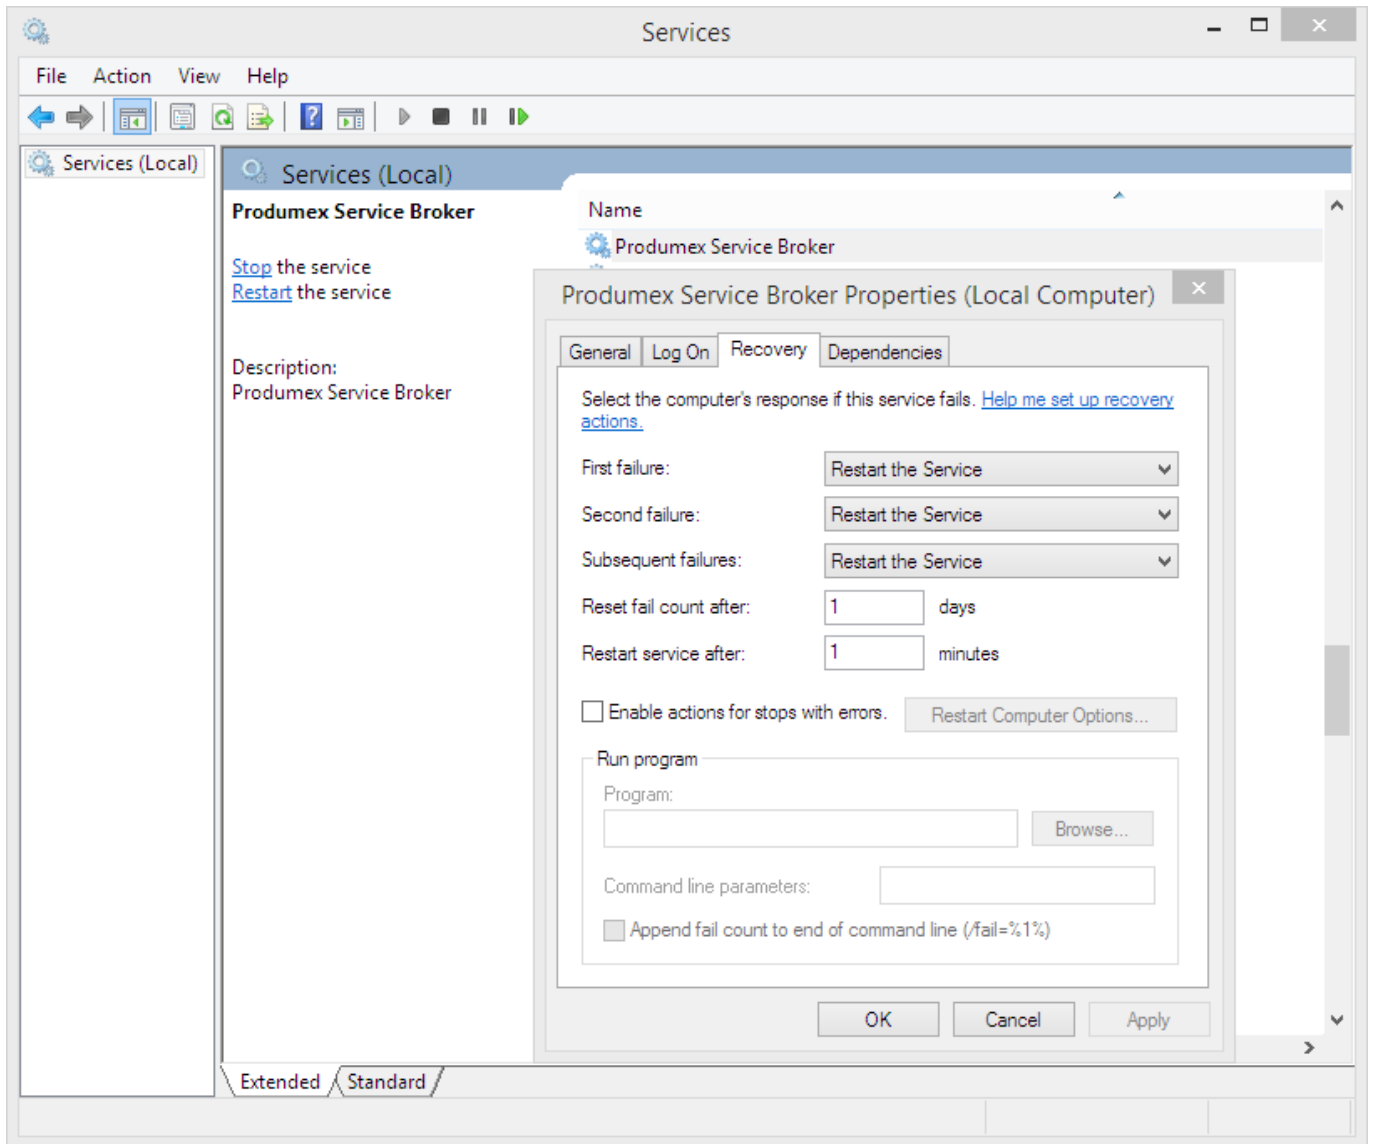 Services
File Action View Help
Services (Local)
Services (Local)
Produmex Service Broker
Stop the service
Restart the service
Description:
Produmex Service Broker
Name
Produmex Service Broker
Produmex Service Broker Properties (Local Computer)
General Log On Recovery Dependencies
Select the computer's response if this service fails. Help me set up recovery
actions.
First failure: Restart the Service
Second failure: Restart the Service
Subsequent failures: Restart the Service
Reset fail count after: 1 days
Restart service after: 1 minutes
Enable actions for stops with errors. Restart Computer Options...
Run program
Program:
Browse...
Command line parameters:
Append fail count to end of command line (/fail=%1%)
OK Cancel Apply
Extended Standard